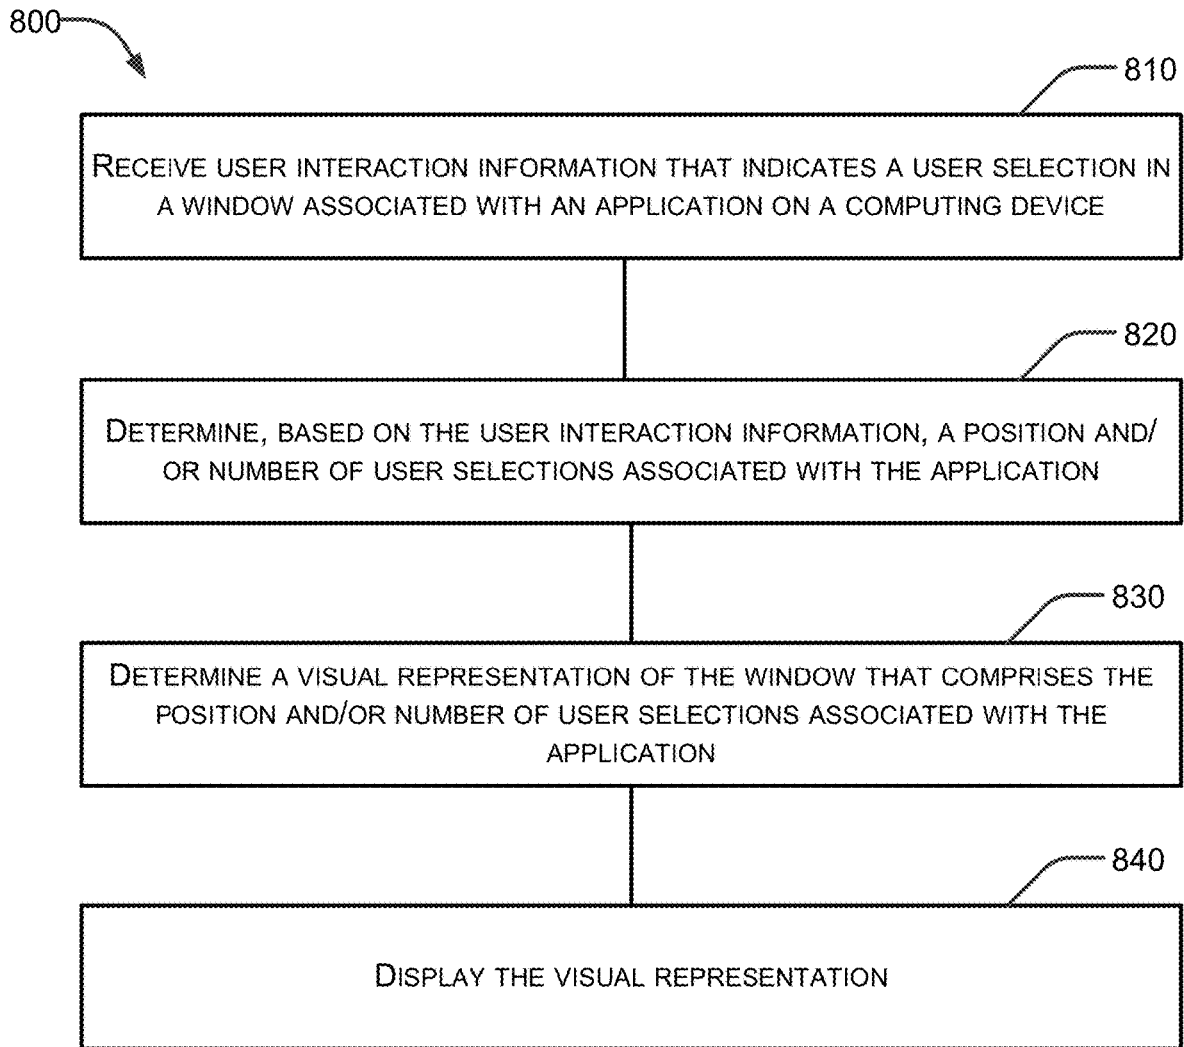 800
810
RECEIVE USER INTERACTION INFORMATION THAT INDICATES A USER SELECTION IN
A WINDOW ASSOCIATED WITH AN APPLICATION ON A COMPUTING DEVICE
820
DETERMINE, BASED ON THE USER INTERACTION INFORMATION, A POSITION AND/
OR NUMBER OF USER SELECTIONS ASSOCIATED WITH THE APPLICATION
830
DETERMINE A VISUAL REPRESENTATION OF THE WINDOW THAT COMPRISES THE
POSITION AND/OR NUMBER OF USER SELECTIONS ASSOCIATED WITH THE
APPLICATION
840
DISPLAY THE VISUAL REPRESENTATION